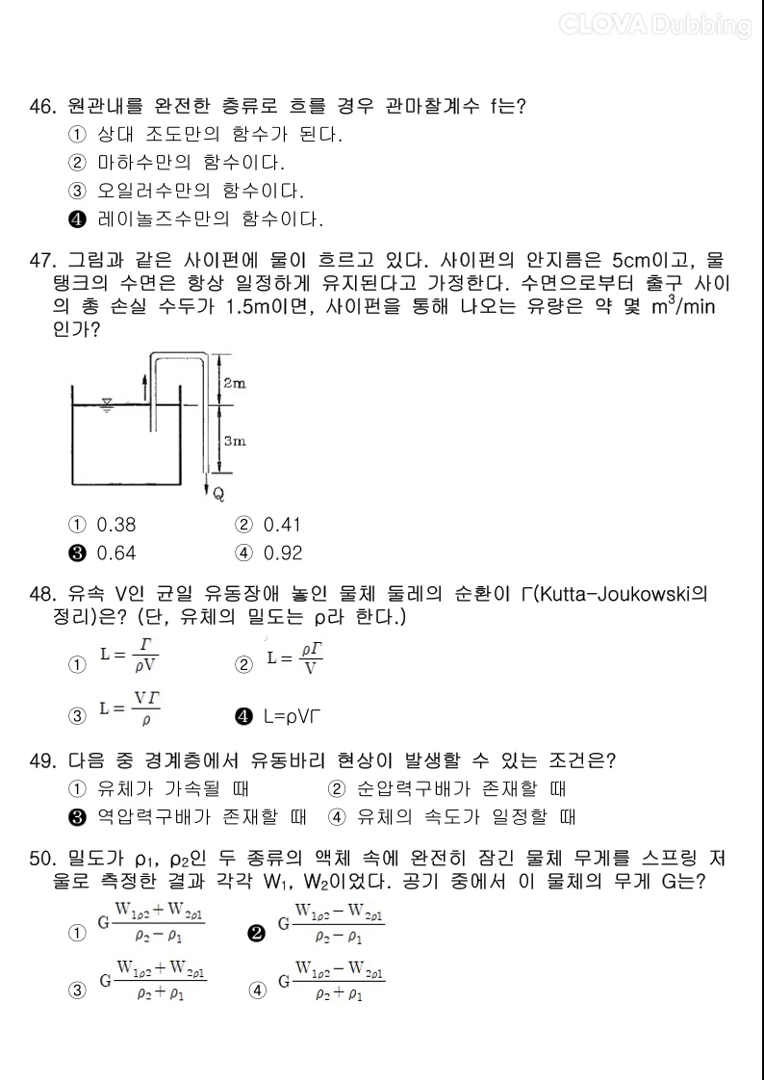 CLOVA Dubbing
46. 원관내를 완전한 층류로 흐를 경우 관마찰계수 f는?
① 상대 조도만의 함수가 된다.
② 마하수만의 함수이다.
③ 오일러수만의 함수이다.
❹ 레이놀즈수만의 함수이다.
47. 그림과 같은 사이펀에 물이 흐르고 있다. 사이펀의 안지름은 5cm이고, 물
탱크의 수면은 항상 일정하게 유지된다고 가정한다. 수면으로부터 출구 사이
의 총 손실 수두가 1.5m이면, 사이펀을 통해 나오는 유량은 약 몇 m³/min
인가?
2m
3m
Q
① 0.38 ② 0.41
❸ 0.64 ④ 0.92
48. 유속 V인 균일 유동장애 놓인 물체 둘레의 순환이 Γ(Kutta-Joukowski의
정리)은? (단, 유체의 밀도는 ρ라 한다.)
① L=Γ/ρV ② L=ρΓ/V
③ L=VΓ/ρ ❹ L=ρVΓ
49. 다음 중 경계층에서 유동바리 현상이 발생할 수 있는 조건은?
① 유체가 가속될 때 ② 순압력구배가 존재할 때
❸ 역압력구배가 존재할 때 ④ 유체의 속도가 일정할 때
50. 밀도가 ρ₁, ρ₂인 두 종류의 액체 속에 완전히 잠긴 물체 무게를 스프링 저
울로 측정한 결과 각각 W₁, W₂이었다. 공기 중에서 이 물체의 무게 G는?
① G (W₁ρ₂+W₂ρ₁)/(ρ₂-ρ₁) ❷ G (W₁ρ₂-W₂ρ₁)/(ρ₂-ρ₁)
③ G (W₁ρ₂+W₂ρ₁)/(ρ₂+ρ₁) ④ G (W₁ρ₂-W₂ρ₁)/(ρ₂+ρ₁)